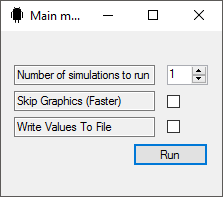 Main m...
Number of simulations to run 1
Skip Graphics (Faster)
Write Values To File
Run